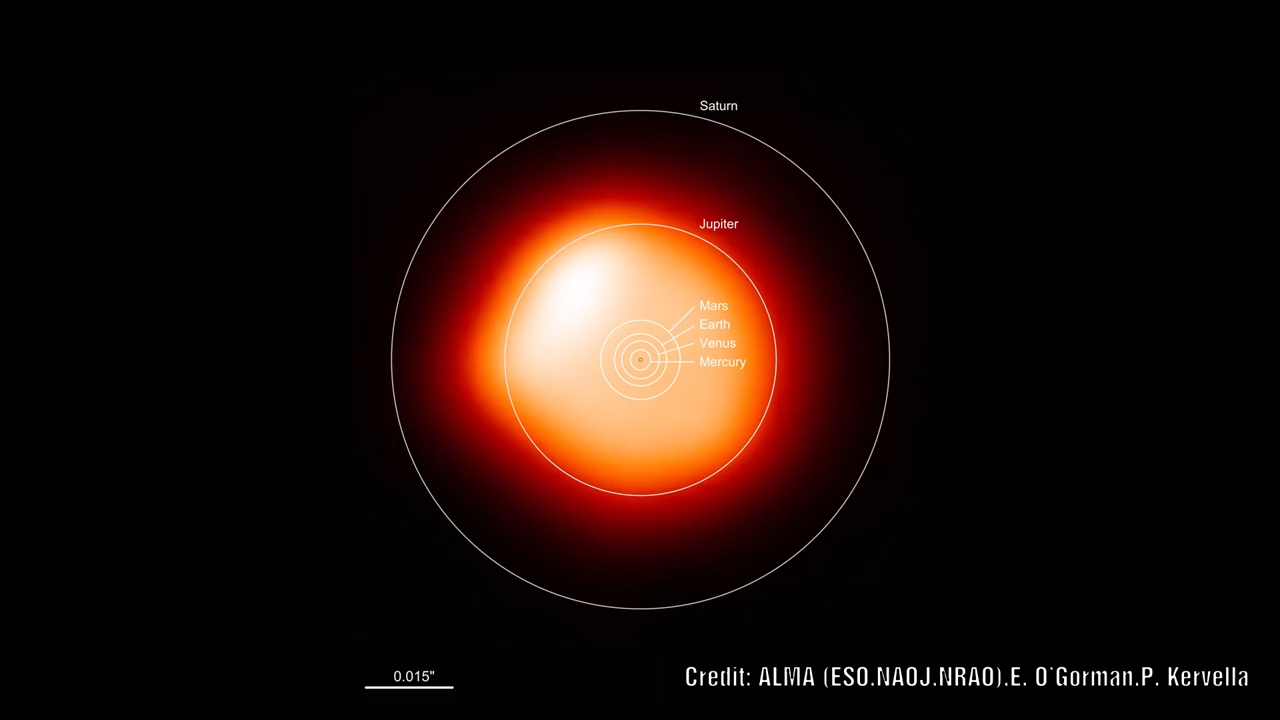 Saturn
Jupiter
Mars
Earth
Venus
Mercury
0.015"
Credit: ALMA (ESO.NAOJ.NRAO).E. O`Gorman.P. Kervella